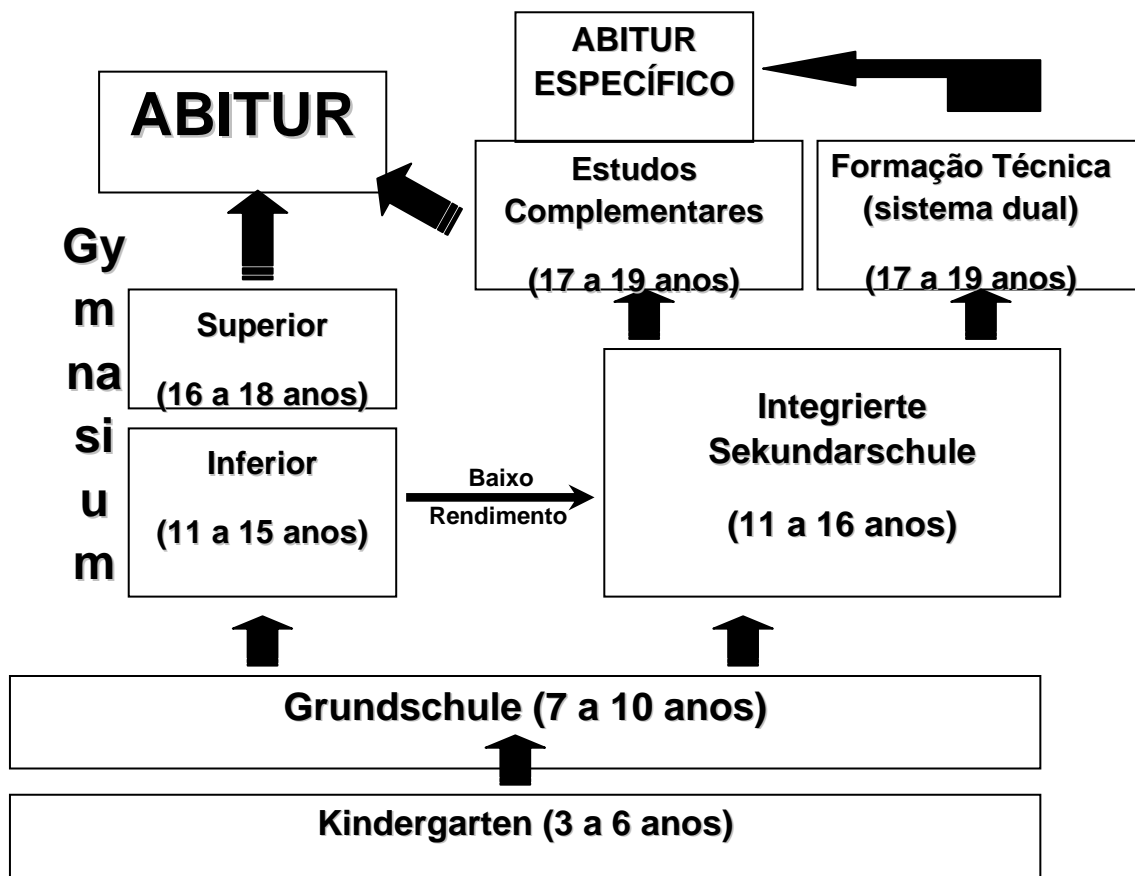 ABITUR
ESPECÍFICO
ABITUR
Estudos
Complementares
(17 a 19 anos)
Formação Técnica
(sistema dual)
(17 a 19 anos)
Gy
m
na
si
u
m
Superior
(16 a 18 anos)
Inferior
(11 a 15 anos)
Baixo
Rendimento
Integrierte
Sekundarschule
(11 a 16 anos)
Grundschule (7 a 10 anos)
Kindergarten (3 a 6 anos)